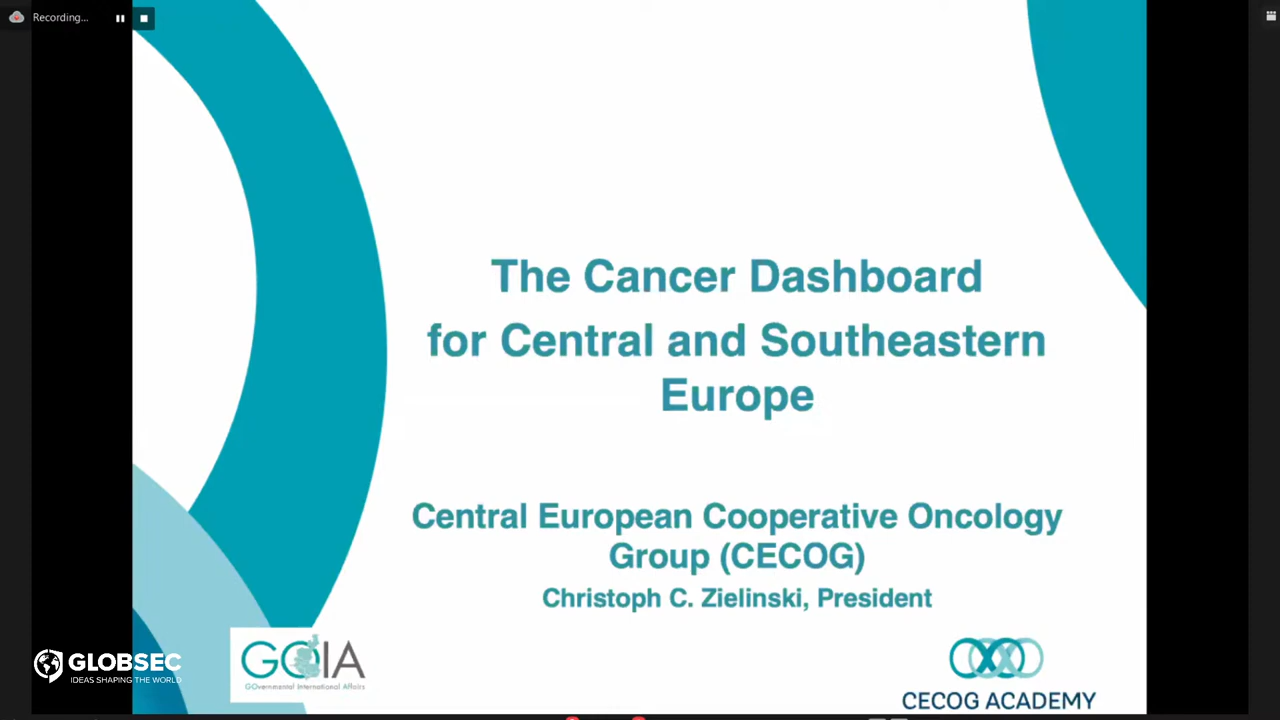 Recording...
The Cancer Dashboard
for Central and Southeastern
Europe
Central European Cooperative Oncology
Group (CECOG)
Christoph C. Zielinski, President
GOIA
GOvernmental International Affairs
GLOBSEC
IDEAS SHAPING THE WORLD
CECOG ACADEMY